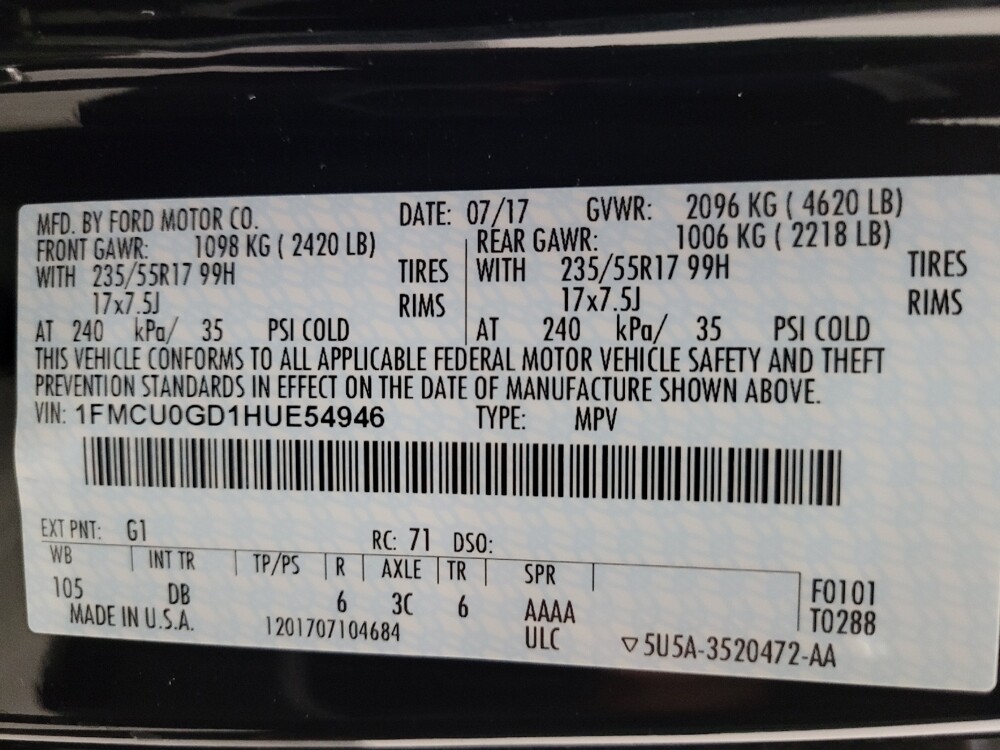 MFD. BY FORD MOTOR CO. DATE: 07/17 GVWR: 2096 KG ( 4620 LB)
FRONT GAWR: 1098 KG ( 2420 LB) REAR GAWR: 1006 KG ( 2218 LB)
WITH 235/55R17 99H TIRES WITH 235/55R17 99H TIRES
17x7.5J RIMS 17x7.5J RIMS
AT 240 kPa/ 35 PSI COLD AT 240 kPa/ 35 PSI COLD
THIS VEHICLE CONFORMS TO ALL APPLICABLE FEDERAL MOTOR VEHICLE SAFETY AND THEFT
PREVENTION STANDARDS IN EFFECT ON THE DATE OF MANUFACTURE SHOWN ABOVE.
VIN: 1FMCU0GD1HUE54946 TYPE: MPV
EXT PNT: G1 RC: 71 DSO:
WB INT TR TP/PS R AXLE TR SPR
105 DB 6 3C 6 AAAA F0101
MADE IN U.S.A. 1201707104684 ULC T0288
▽5U5A-3520472-AA